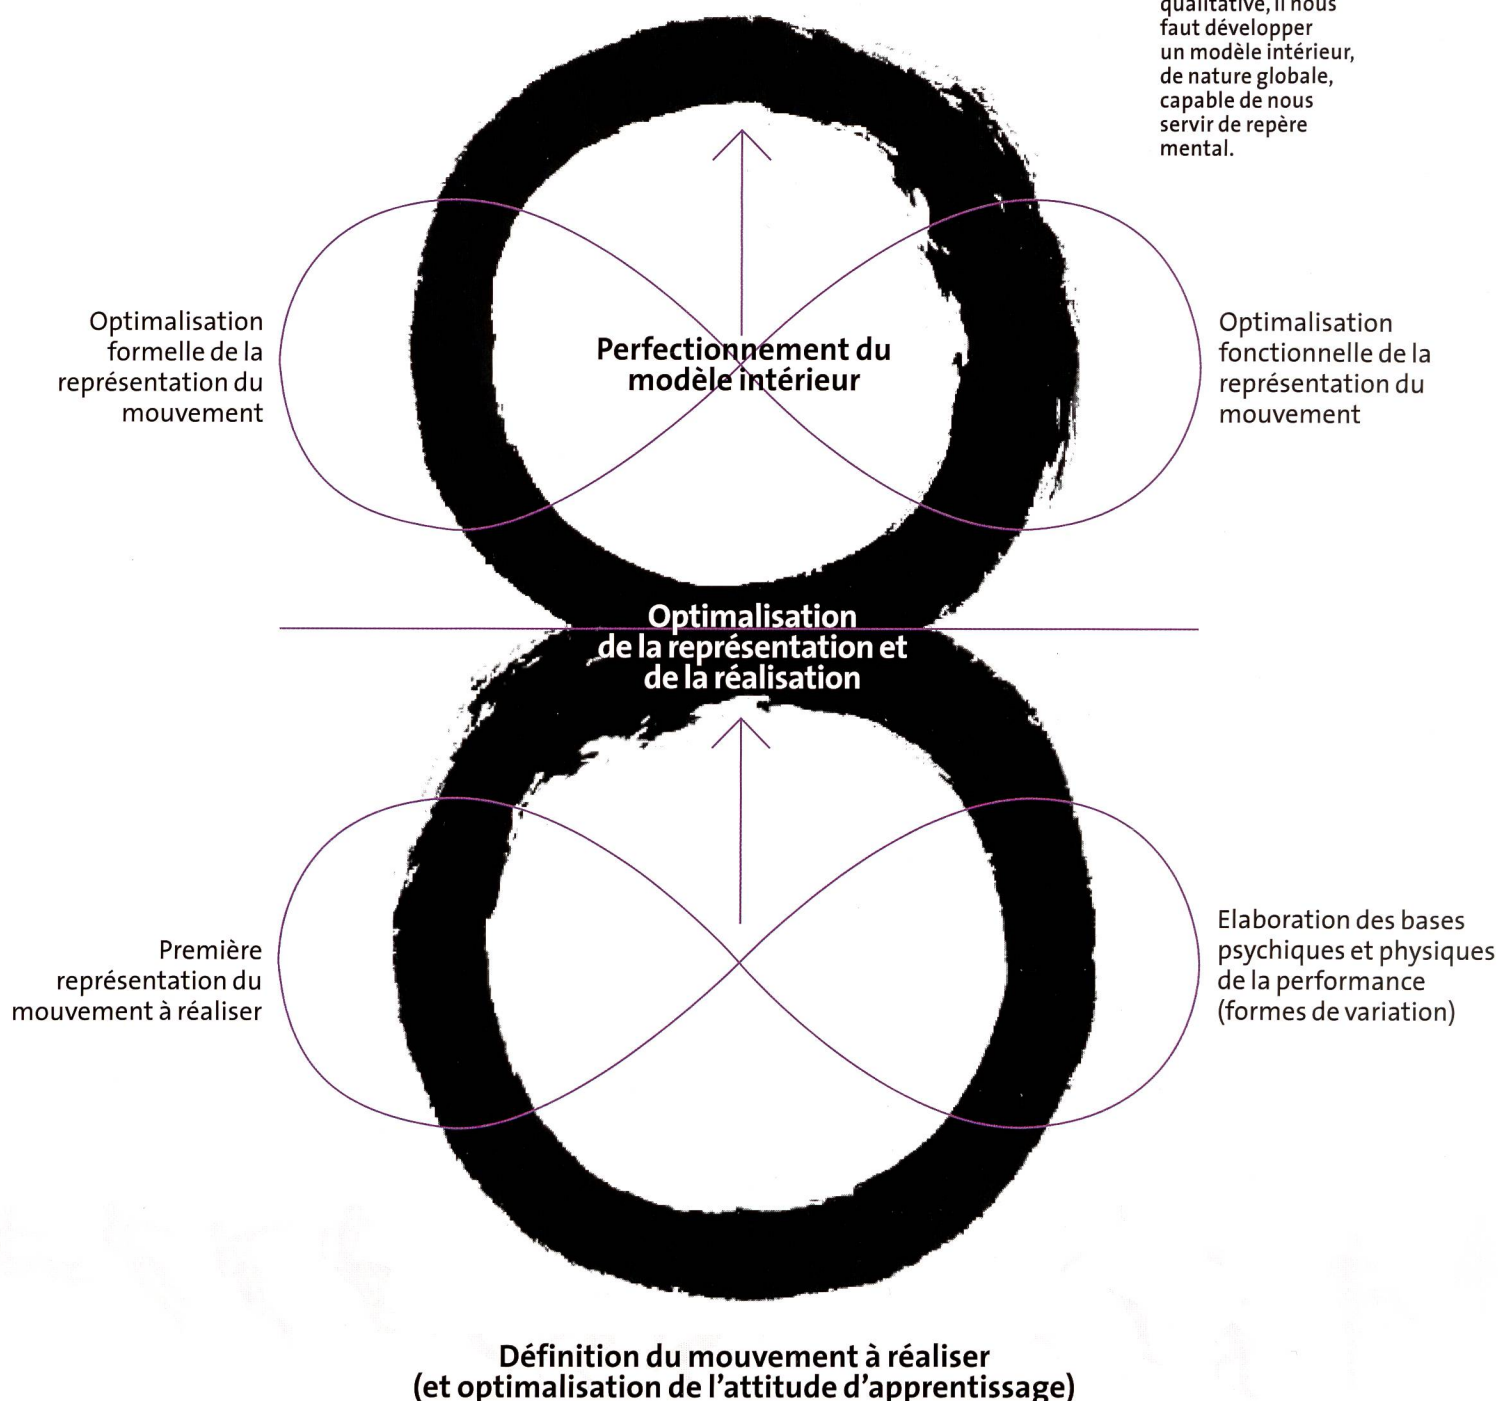 qualitative, il nous
faut développer
un modèle intérieur,
de nature globale,
capable de nous
servir de repère
mental.
Optimalisation
formelle de la
représentation du
mouvement
Perfectionnement du
modèle intérieur
Optimalisation
fonctionnelle de la
représentation du
mouvement
Optimalisation
de la représentation et
de la réalisation
Première
représentation du
mouvement à réaliser
Elaboration des bases
psychiques et physiques
de la performance
(formes de variation)
Définition du mouvement à réaliser
(et optimalisation de l'attitude d'apprentissage)